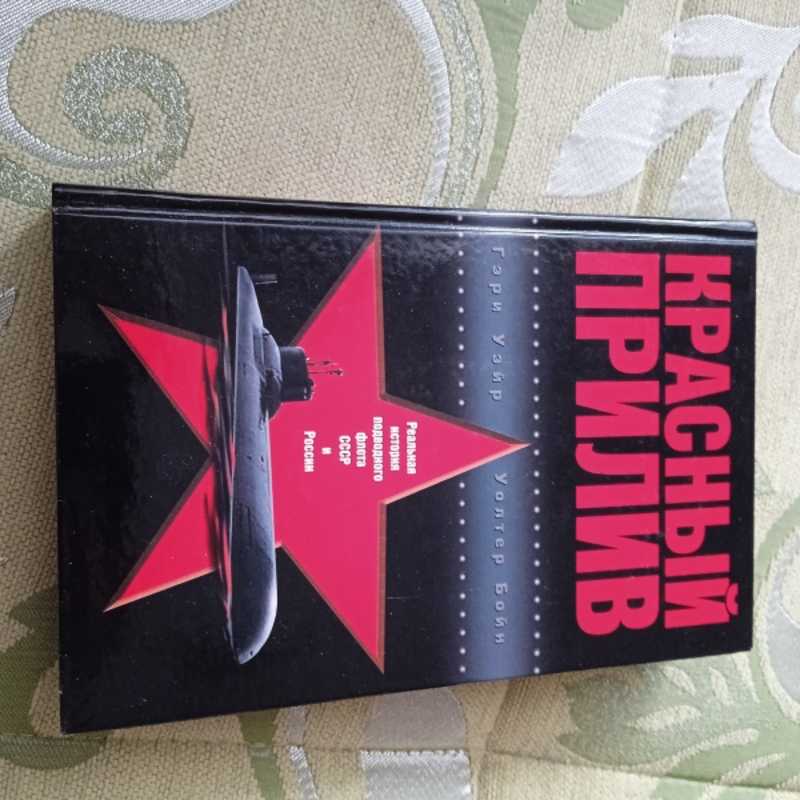 КРАСНЫЙ
ПРИЛИВ
Гэри Уэйр Уолтер Бойн
Реальная
история
подводного
флота
СССР
и
России